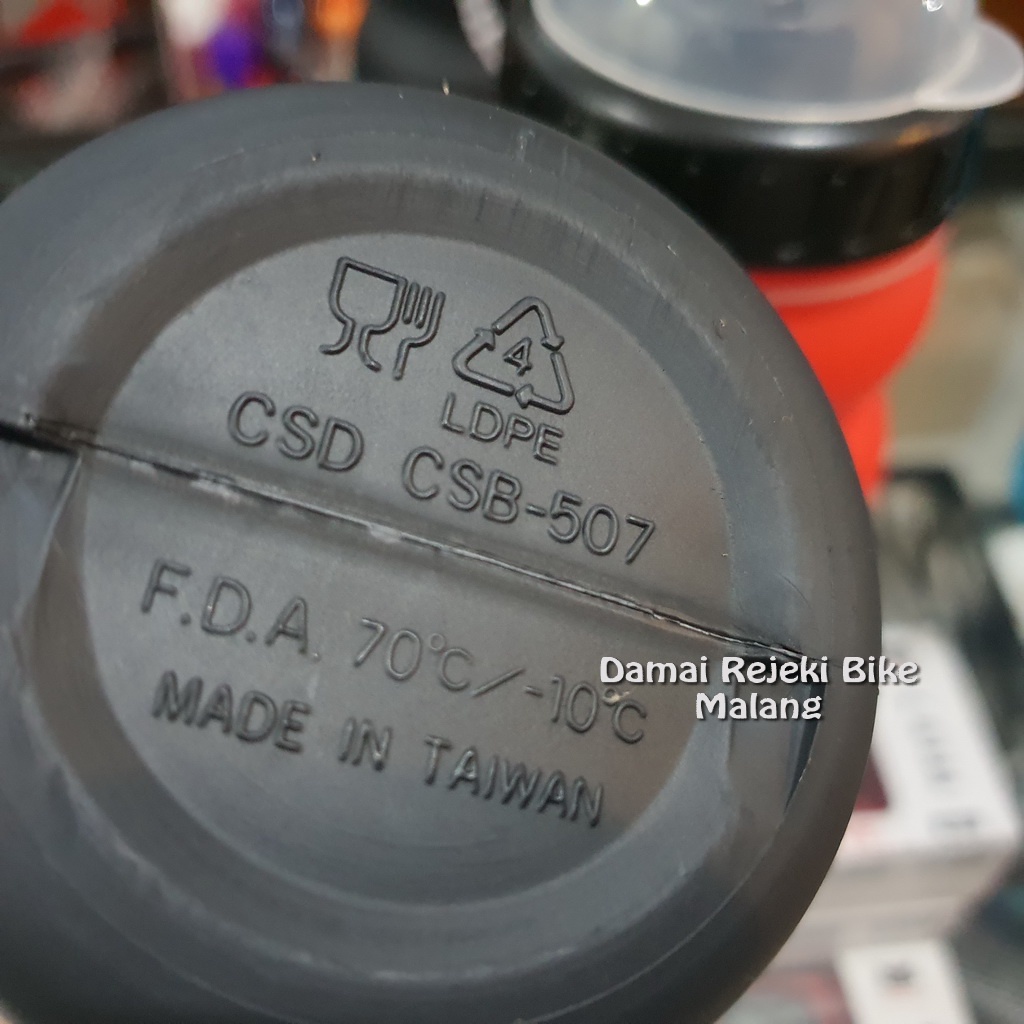 4
LDPE
CSD CSB-507
F.D.A. 70°C/-10°C
MADE IN TAIWAN
Damai Rejeki Bike
Malang